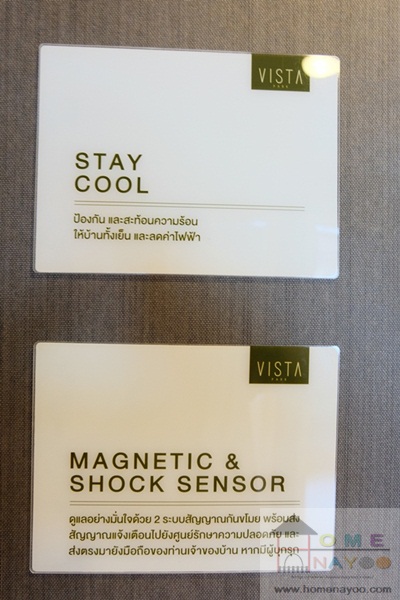 VISTA
PARK
STAY
COOL
ป้องกัน และสะท้อนความร้อน
ให้บ้านทั้งเย็น และลดค่าไฟฟ้า
VISTA
PARK
MAGNETIC &
SHOCK SENSOR
ดูแลอย่างมั่นใจด้วย 2 ระบบสัญญาณกันขโมย พร้อมส่ง
สัญญาณแจ้งเตือนไปยังศูนย์รักษาความปลอดภัย และ
ส่งตรงมายังมือถือของท่านเจ้าของบ้าน หากมีผู้บุกรุก
HOME
NAYOO
www.homenayoo.com